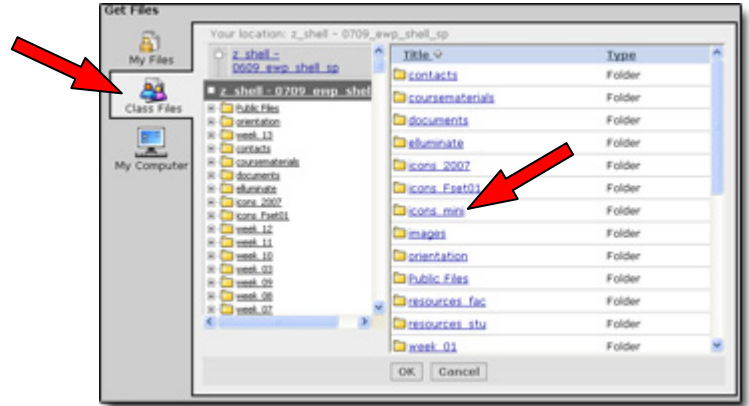 Get Files
My Files
Class Files
My Computer
Your location: z_shell - 0709_ewp_shell_sp
z_shell -
0609_ewp_shell_sp
z_shell - 0709_ewp_shel
Public Files
orientation
week_13
contacts
coursematerials
documents
elluminate
icons_2007
icons_Fset01
week_12
week_11
week_10
week_03
week_09
week_08
week_07
Title Type
contacts Folder
coursematerials Folder
documents Folder
elluminate Folder
icons_2007 Folder
icons_Fset01 Folder
icons_mini Folder
images Folder
orientation Folder
Public Files Folder
resources_fac Folder
resources_stu Folder
week_01 Folder
OK Cancel